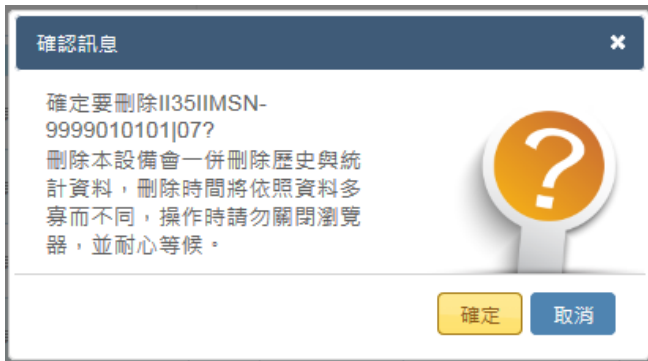 確認訊息
確定要刪除II35IIMSN-
9999010101|07?
刪除本設備會一併刪除歷史與統
計資料，刪除時間將依照資料多
寡而不同，操作時請勿關閉瀏覽
器，並耐心等候。
確定
取消